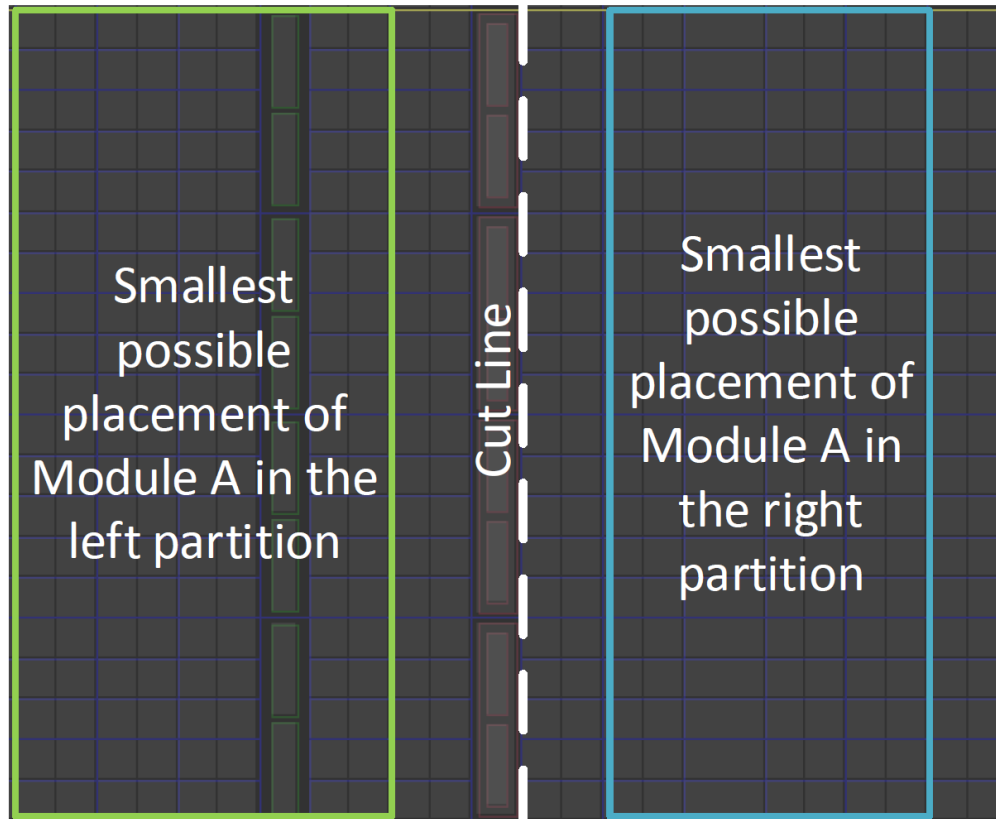 Smallest
possible
placement of
Module A in the
left partition
Cut Line
Smallest
possible
placement of
Module A in
the right
partition